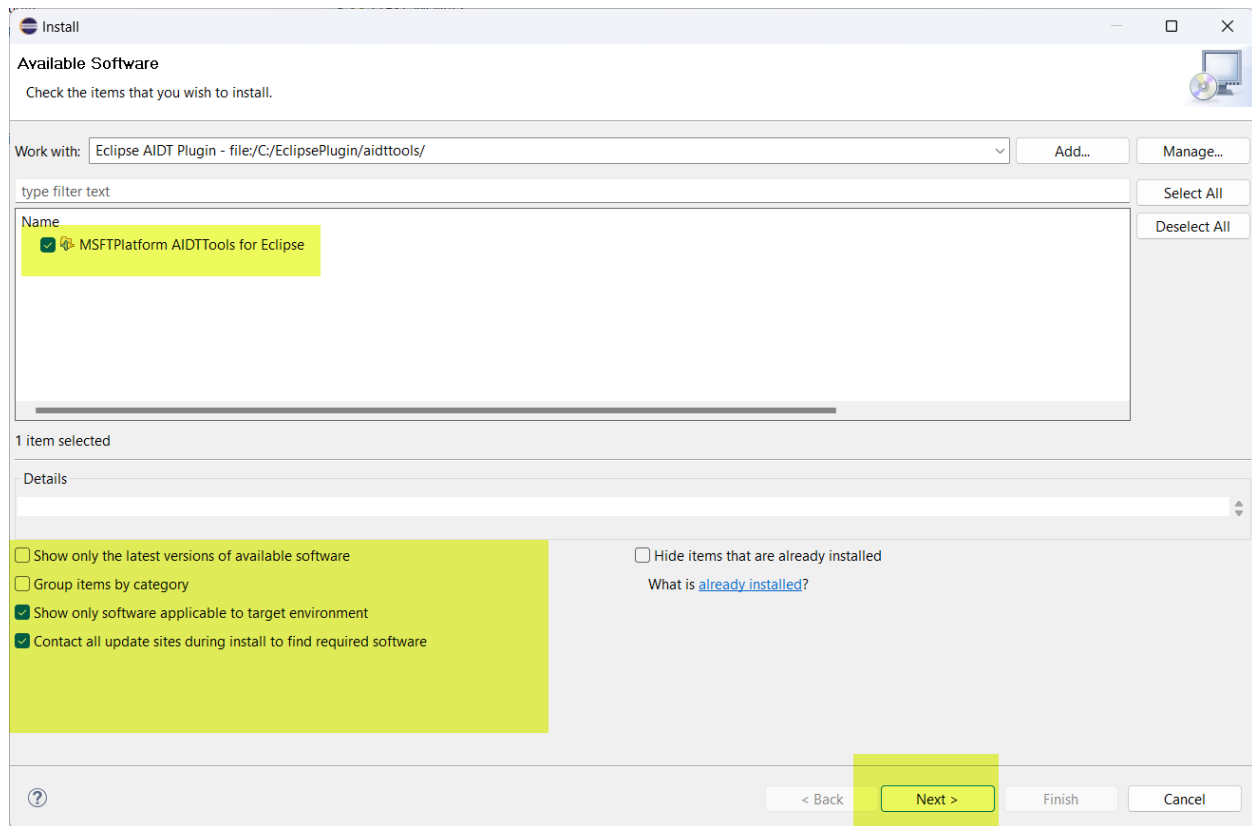 Install
Available Software
Check the items that you wish to install.
Work with: Eclipse AIDT Plugin - file:/C:/EclipsePlugin/aidttools/ Add... Manage...
type filter text Select All
Name Deselect All
MSFTPlatform AIDTTools for Eclipse
1 item selected
Details
Show only the latest versions of available software Hide items that are already installed
Group items by category What is already installed?
Show only software applicable to target environment
Contact all update sites during install to find required software
? < Back Next > Finish Cancel